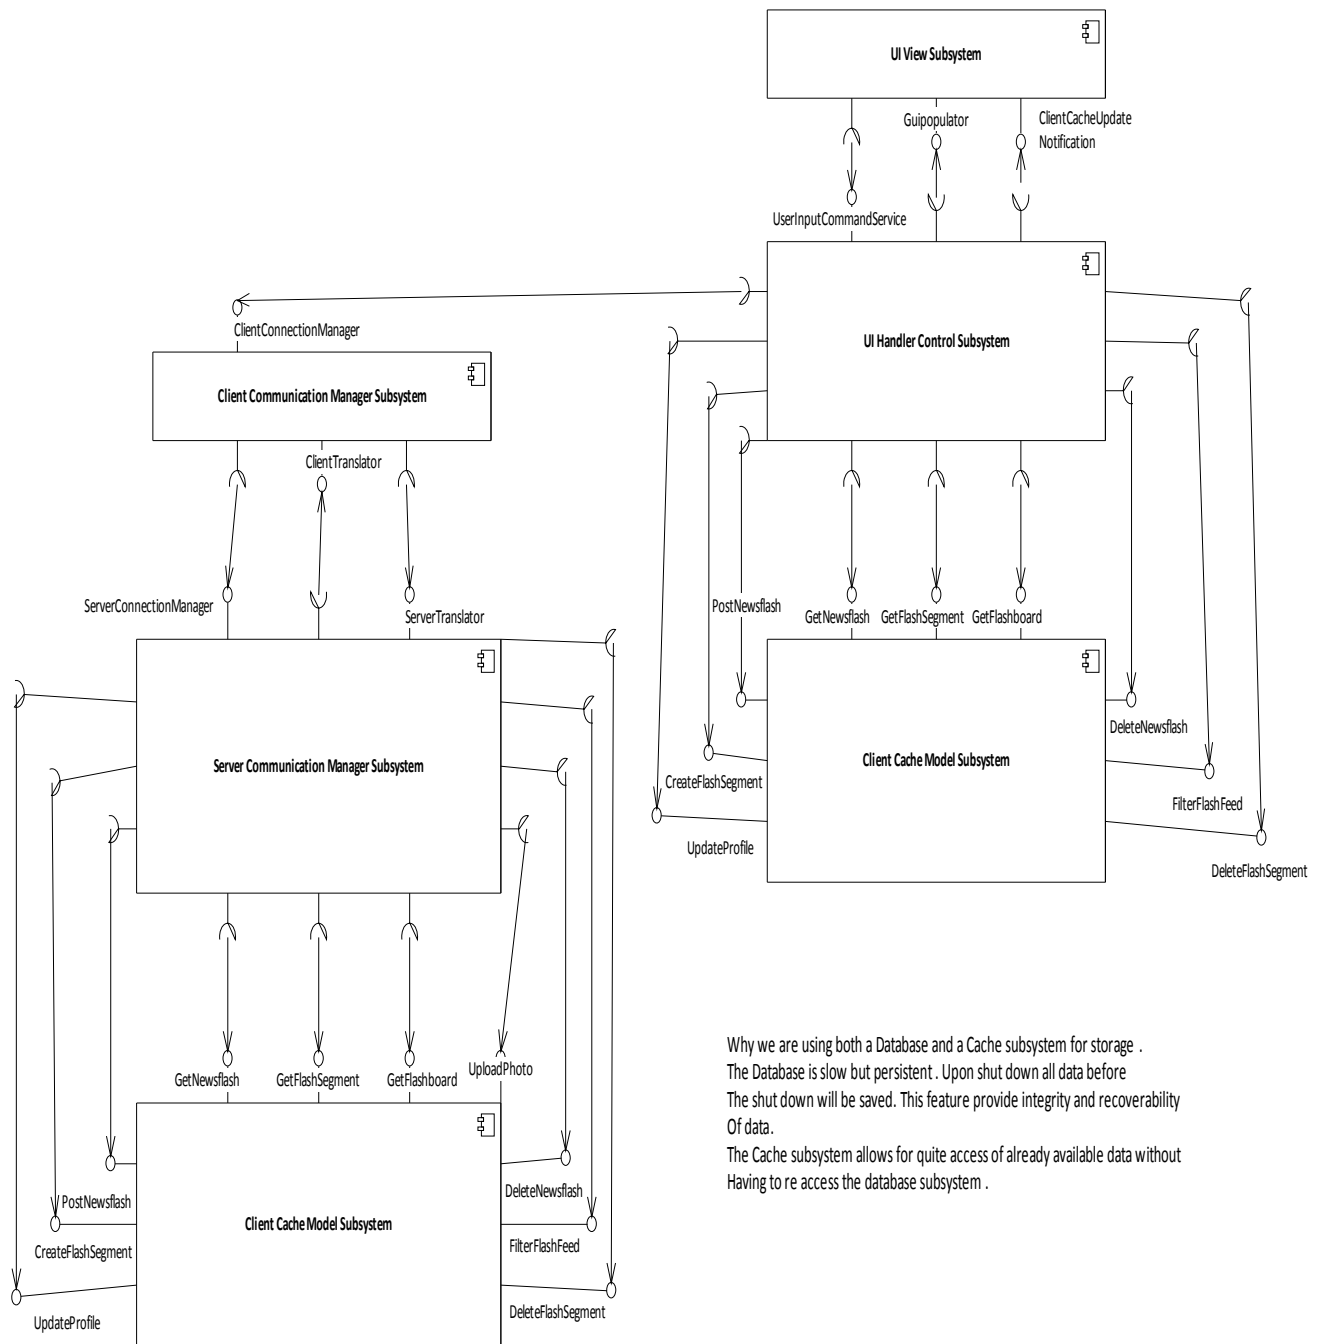 UI View Subsystem
Guipopulator
ClientCacheUpdate
Notification
UserInputCommandService
ClientConnectionManager
UI Handler Control Subsystem
Client Communication Manager Subsystem
ClientTranslator
ServerConnectionManager
ServerTranslator
PostNewsflash
GetNewsflash
GetFlashSegment
GetFlashboard
DeleteNewsflash
Server Communication Manager Subsystem
Client Cache Model Subsystem
CreateFlashSegment
FilterFlashFeed
UpdateProfile
DeleteFlashSegment
GetNewsflash
GetFlashSegment
GetFlashboard
UploadPhoto
PostNewsflash
DeleteNewsflash
Client Cache Model Subsystem
CreateFlashSegment
FilterFlashFeed
UpdateProfile
DeleteFlashSegment
Why we are using both a Database and a Cache subsystem for storage .
The Database is slow but persistent . Upon shut down all data before
The shut down will be saved. This feature provide integrity and recoverability
Of data.
The Cache subsystem allows for quite access of already available data without
Having to re access the database subsystem .